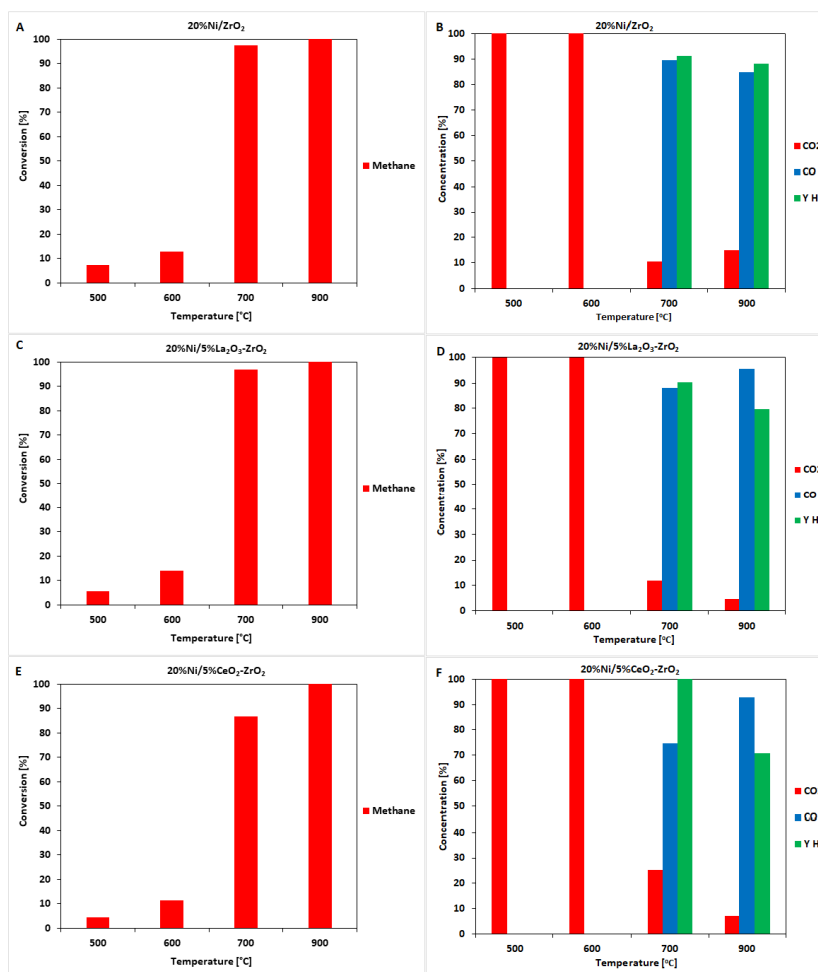 A
20%Ni/ZrO₂
Conversion [%]
100
90
80
70
60
50
40
30
20
10
0
500 600 700 900
Temperature [°C]
Methane
B
20%Ni/ZrO₂
Concentration [%]
100
90
80
70
60
50
40
30
20
10
0
500 600 700 900
Temperature [°C]
CO2
CO
Y H
C
20%Ni/5%La₂O₃-ZrO₂
Conversion [%]
100
90
80
70
60
50
40
30
20
10
0
500 600 700 900
Temperature [°C]
Methane
D
20%Ni/5%La₂O₃-ZrO₂
Concentration [%]
100
90
80
70
60
50
40
30
20
10
0
500 600 700 900
Temperature [°C]
CO2
CO
Y H
E
20%Ni/5%CeO₂-ZrO₂
Conversion [%]
100
90
80
70
60
50
40
30
20
10
0
500 600 700 900
Temperature [°C]
Methane
F
20%Ni/5%CeO₂-ZrO₂
Concentration [%]
100
90
80
70
60
50
40
30
20
10
0
500 600 700 900
Temperature [°C]
CO
CO
Y H